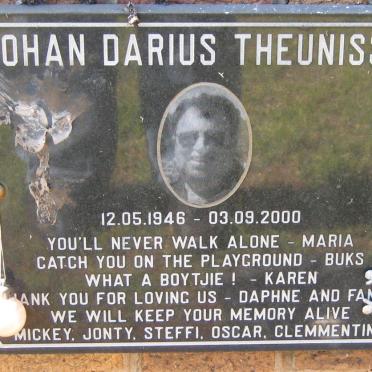 OHAN DARIUS THEUNISS
12.05.1946 - 03.09.2000
YOU'LL NEVER WALK ALONE - MARIA
CATCH YOU ON THE PLAYGROUND - BUKS
WHAT A BOYTJIE ! - KAREN
HANK YOU FOR LOVING US - DAPHNE AND FAM
WE WILL KEEP YOUR MEMORY ALIVE
MICKEY, JONTY, STEFFI, OSCAR, CLEMMENTIN